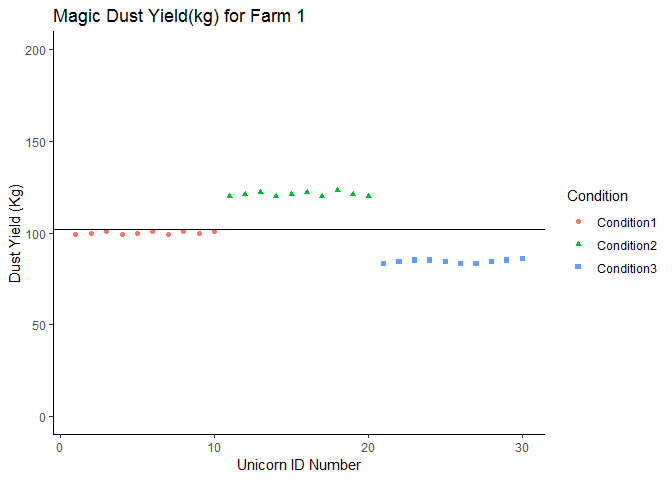 Magic Dust Yield(kg) for Farm 1
200
150
100
50
0
Dust Yield (Kg)
0 10 20 30
Unicorn ID Number
Condition
Condition1
Condition2
Condition3